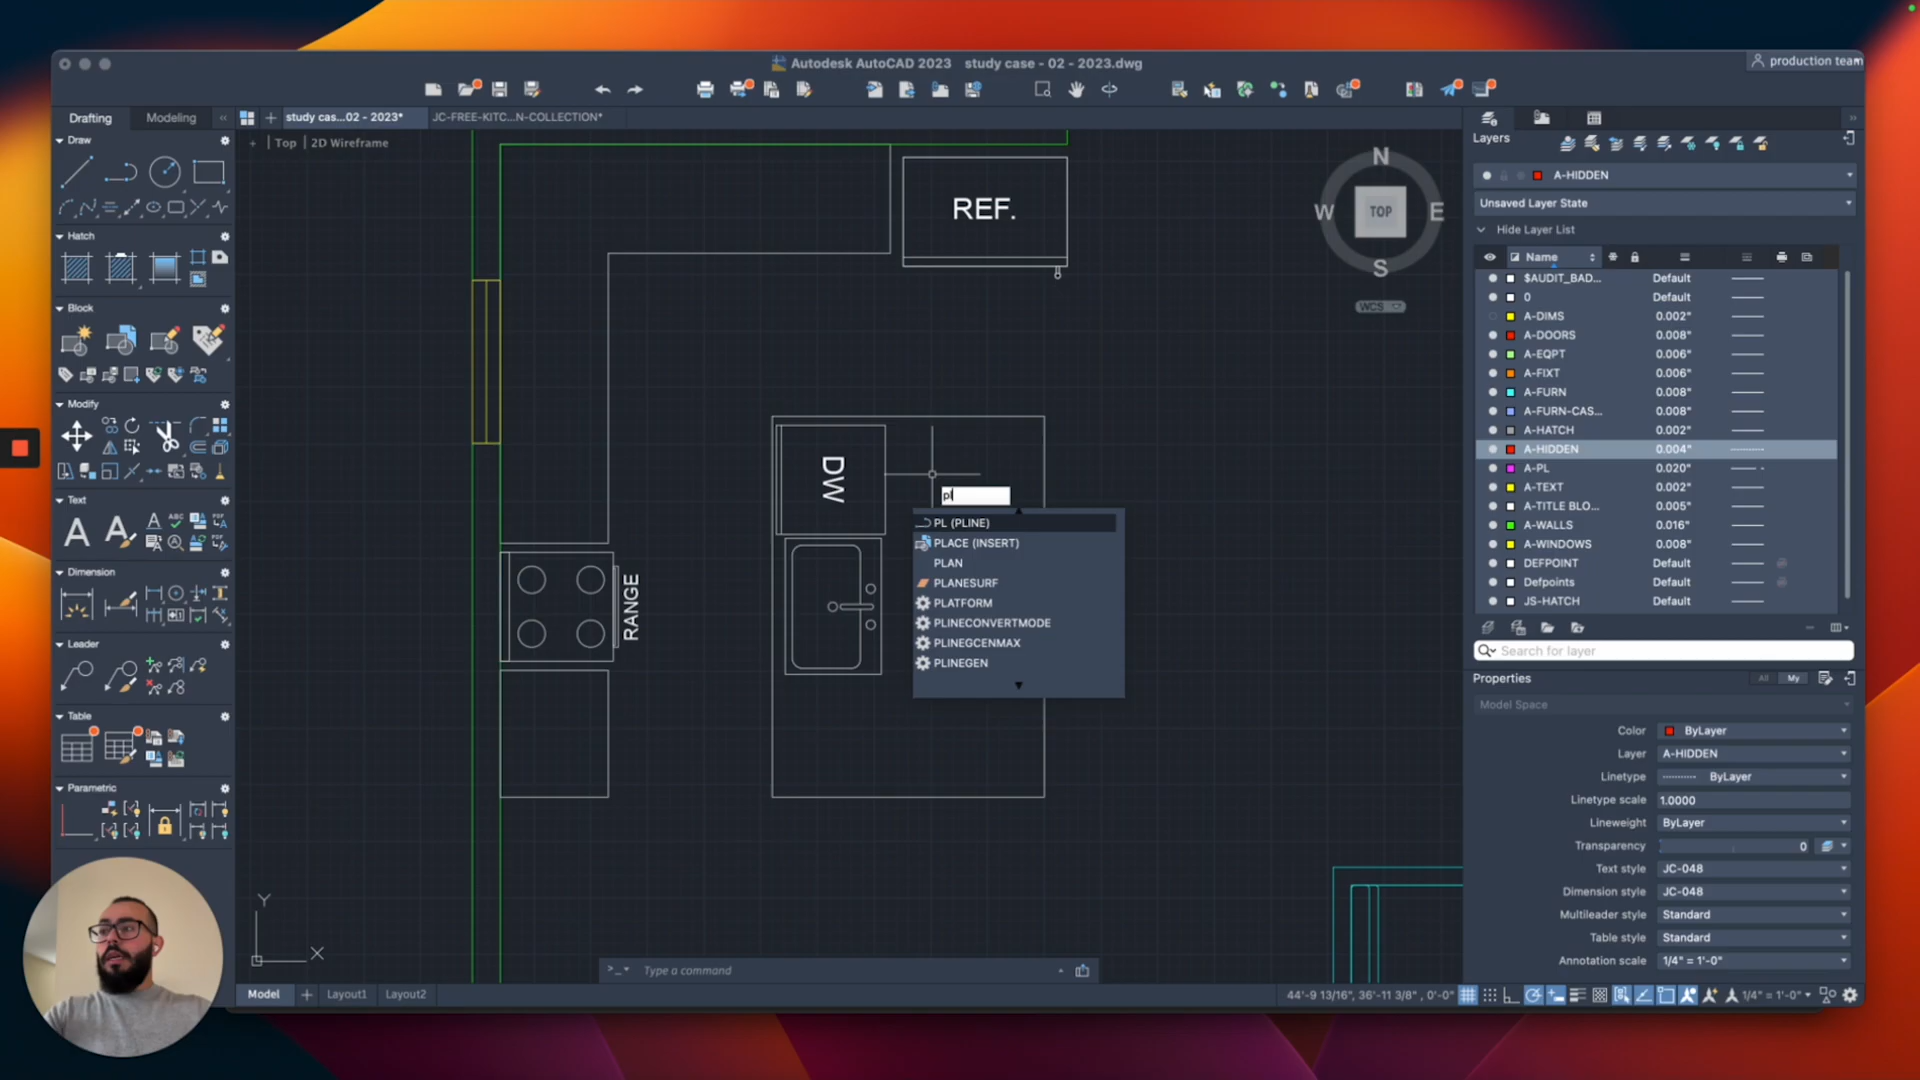 Autodesk AutoCAD 2023 study case - 02 - 2023.dwg
production team
Drafting
Modeling
study cas...02 - 2023*
JC-FREE-KITC...N-COLLECTION*
Draw
Hatch
Block
Modify
Text
Dimension
Leader
Table
Parametric
+ | Top | 2D Wireframe
REF.
DW
RANGE
pl
PL (PLINE)
PLACE (INSERT)
PLAN
PLANESURF
PLATFORM
PLINECONVERTMODE
PLINEGCENMAX
PLINEGEN
N
W
TOP
E
S
WCS
Y
X
>_ Type a command
Model
Layout1
Layout2
44'-9 13/16", 36'-11 3/8" , 0'-0"
1/4" = 1'-0"
Layers
A-HIDDEN
Unsaved Layer State
Hide Layer List
Name
$AUDIT_BAD... Default
0 Default
A-DIMS 0.002"
A-DOORS 0.008"
A-EQPT 0.006"
A-FIXT 0.006"
A-FURN 0.008"
A-FURN-CAS... 0.008"
A-HATCH 0.002"
A-HIDDEN 0.004"
A-PL 0.020"
A-TEXT 0.002"
A-TITLE BLO... 0.005"
A-WALLS 0.016"
A-WINDOWS 0.008"
DEFPOINT Default
Defpoints Default
JS-HATCH Default
Search for layer
Properties
All
My
Model Space
Color ByLayer
Layer A-HIDDEN
Linetype ByLayer
Linetype scale 1.0000
Lineweight ByLayer
Transparency 0
Text style JC-048
Dimension style JC-048
Multileader style Standard
Table style Standard
Annotation scale 1/4" = 1'-0"